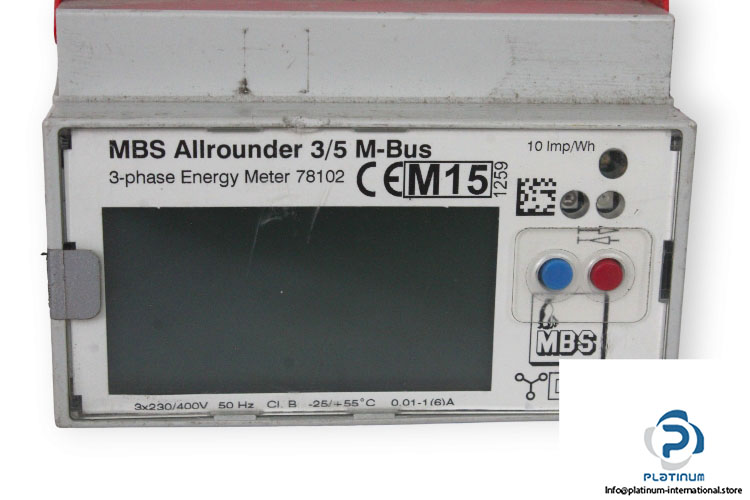 MBS Allrounder 3/5 M-Bus
10 Imp/Wh
3-phase Energy Meter 78102
CE M15 1259
MBS
3x230/400V 50 Hz Cl. B -25/+55°C 0,01-1(6)A
PLATINUM
Info@platinum-international.store